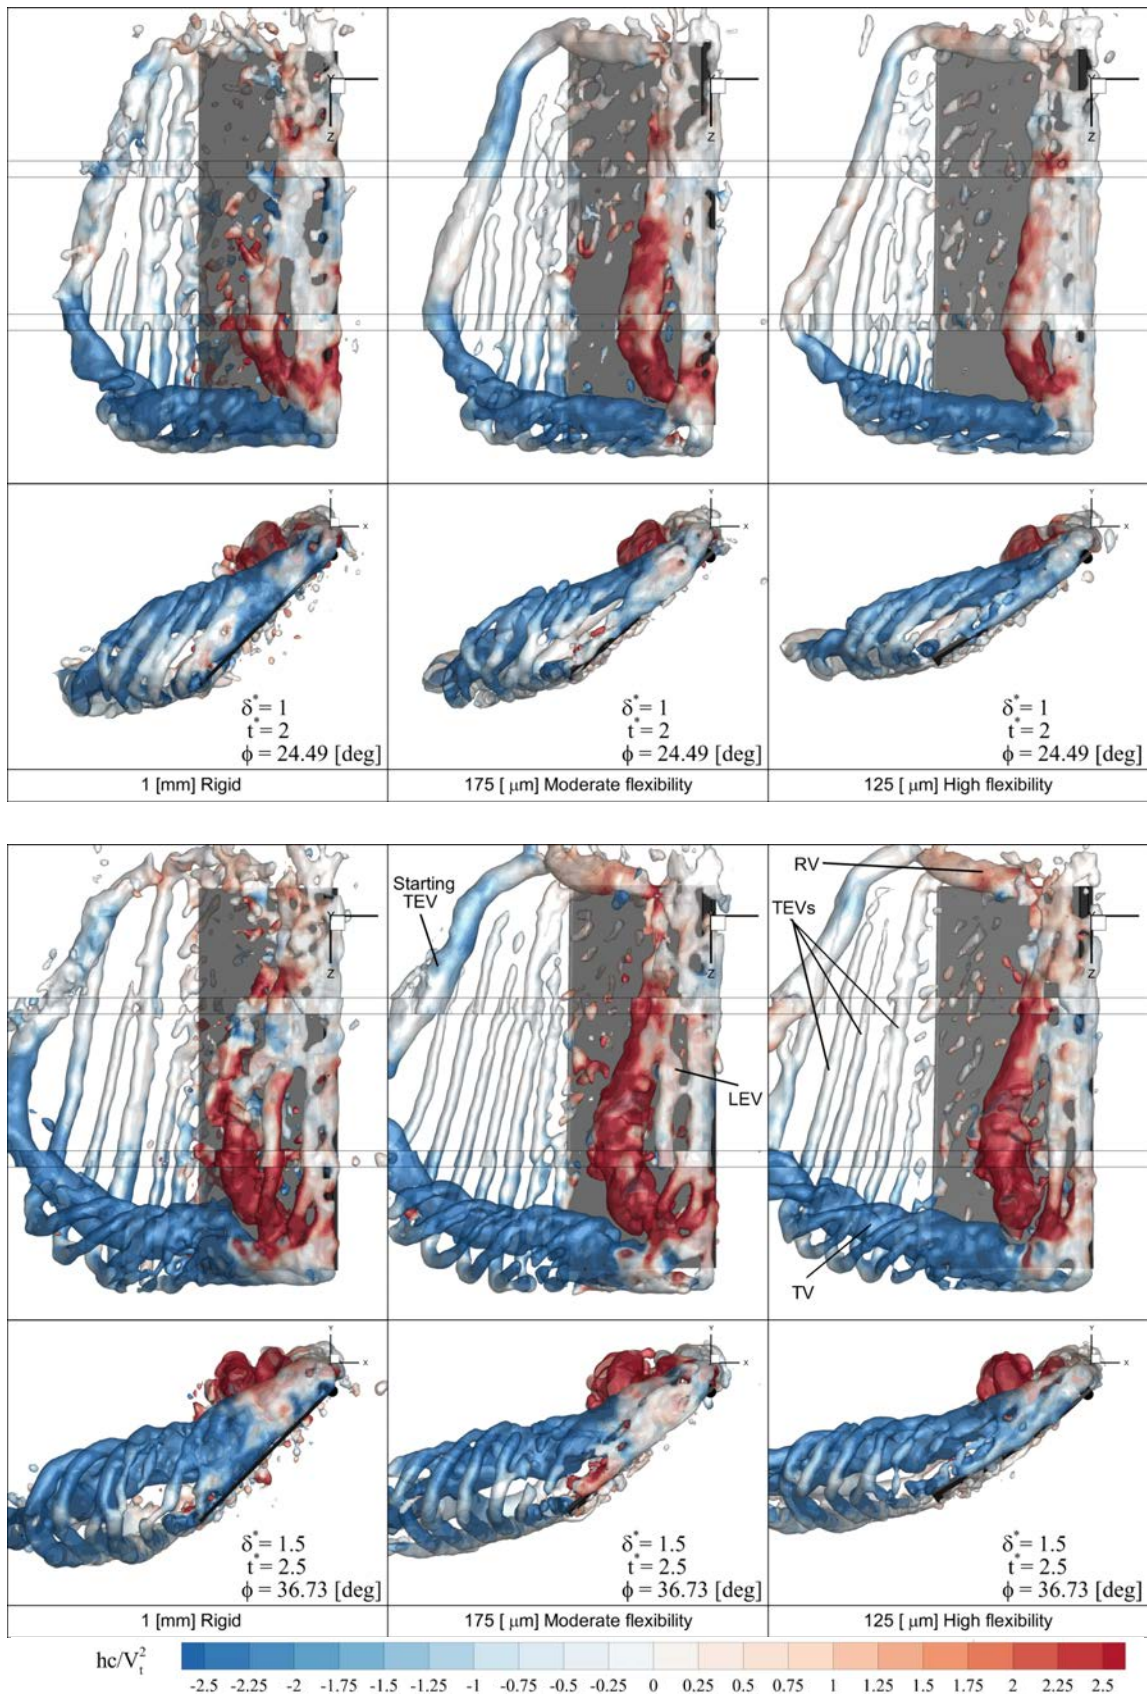 Y
Z
Y
Z
Z
Y
X
Y
X
Y
X
δ* = 1
t* = 2
ϕ = 24.49 [deg]
δ* = 1
t* = 2
ϕ = 24.49 [deg]
δ* = 1
t* = 2
ϕ = 24.49 [deg]
1 [mm] Rigid
175 [ μm] Moderate flexibility
125 [ μm] High flexibility
Starting
TEV
RV
TEVs
Y
Z
Z
Z
LEV
TV
Y
X
Y
X
Y
X
δ* = 1.5
t* = 2.5
ϕ = 36.73 [deg]
δ* = 1.5
t* = 2.5
ϕ = 36.73 [deg]
δ* = 1.5
t* = 2.5
ϕ = 36.73 [deg]
1 [mm] Rigid
175 [ μm] Moderate flexibility
125 [ μm] High flexibility
hc/V_t^2
-2.5 -2.25 -2 -1.75 -1.5 -1.25 -1 -0.75 -0.5 -0.25 0 0.25 0.5 0.75 1 1.25 1.5 1.75 2 2.25 2.5